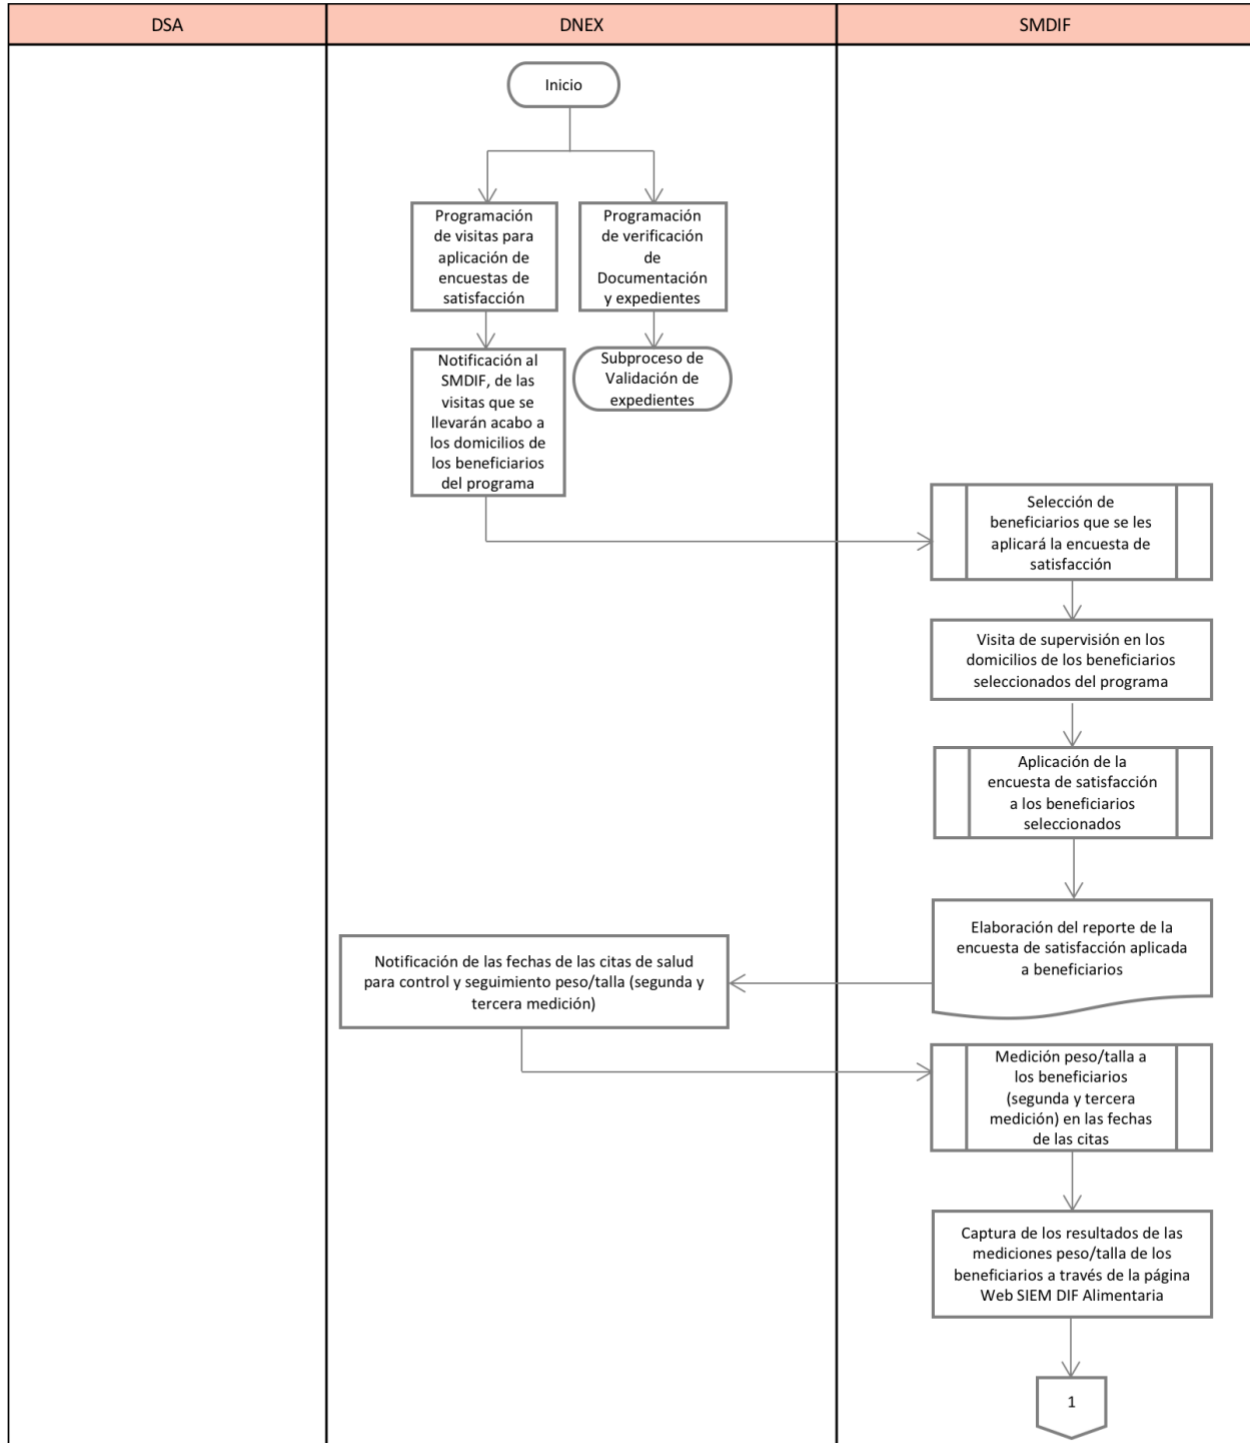 DSA
DNEX
SMDIF
Inicio
Programación
de visitas para
aplicación de
encuestas de
satisfacción
Programación
de verificación
de
Documentación
y expedientes
Notificación al
SMDIF, de las
visitas que se
llevarán acabo a
los domicilios de
los beneficiarios
del programa
Subproceso de
Validación de
expedientes
Selección de
beneficiarios que se les
aplicará la encuesta de
satisfacción
Visita de supervisión en los
domicilios de los beneficiarios
seleccionados del programa
Aplicación de la
encuesta de satisfacción
a los beneficiarios
seleccionados
Elaboración del reporte de la
encuesta de satisfacción aplicada
a beneficiarios
Notificación de las fechas de las citas de salud
para control y seguimiento peso/talla (segunda y
tercera medición)
Medición peso/talla a
los beneficiarios
(segunda y tercera
medición) en las fechas
de las citas
Captura de los resultados de las
mediciones peso/talla de los
beneficiarios a través de la página
Web SIEM DIF Alimentaria
1